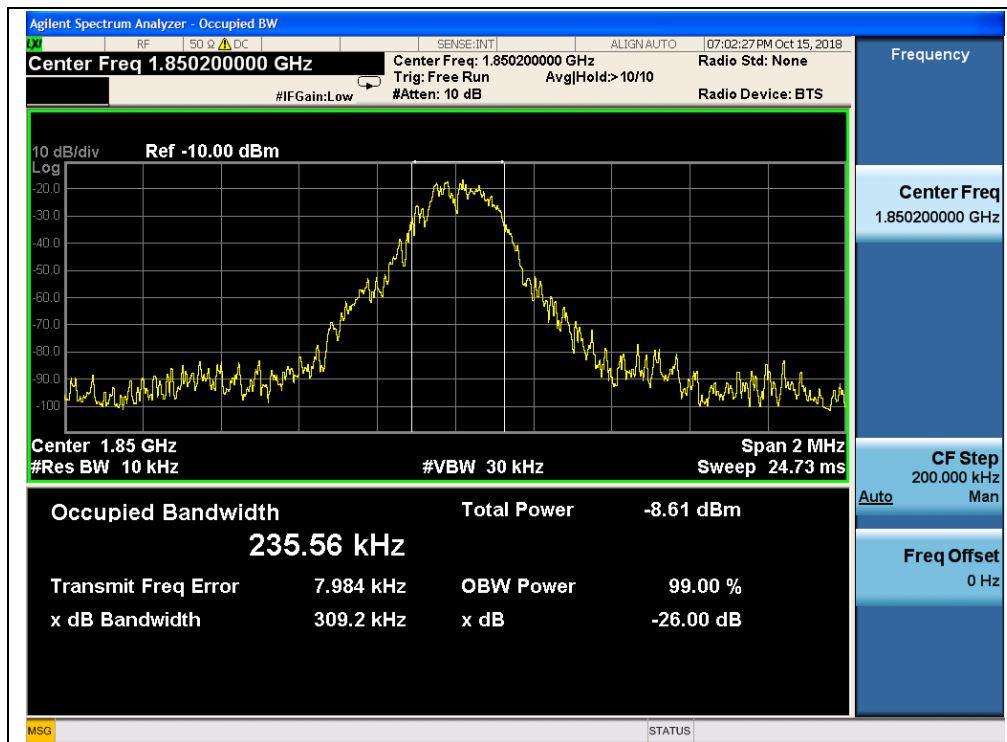 Agilent Spectrum Analyzer - Occupied BW
LXI RF 50 Ω DC SENSE:INT ALIGN AUTO 07:02:27 PM Oct 15, 2018
Center Freq 1.850200000 GHz
Center Freq: 1.850200000 GHz
Radio Std: None
Trig: Free Run Avg|Hold:> 10/10
#IFGain:Low
#Atten: 10 dB
Radio Device: BTS
10 dB/div Ref -10.00 dBm
Log
-20.0
-30.0
-40.0
-50.0
-60.0
-70.0
-80.0
-90.0
-100
Center 1.85 GHz Span 2 MHz
#Res BW 10 kHz #VBW 30 kHz Sweep 24.73 ms
Occupied Bandwidth Total Power -8.61 dBm
235.56 kHz
Transmit Freq Error 7.984 kHz OBW Power 99.00 %
x dB Bandwidth 309.2 kHz x dB -26.00 dB
Frequency
Center Freq
1.850200000 GHz
CF Step
200.000 kHz
Auto Man
Freq Offset
0 Hz
MSG STATUS